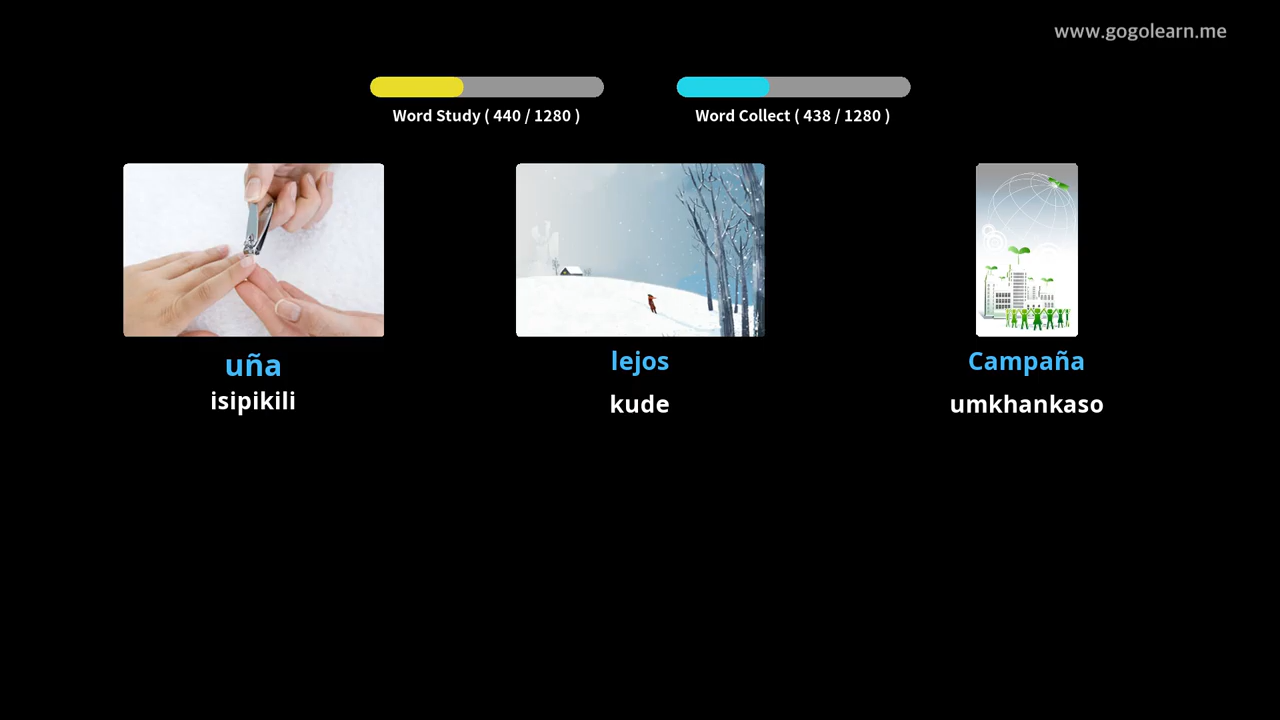 www.gogolearn.me
Word Study ( 440 / 1280 )
Word Collect ( 438 / 1280 )
uña
isipikili
lejos
kude
Campaña
umkhankaso